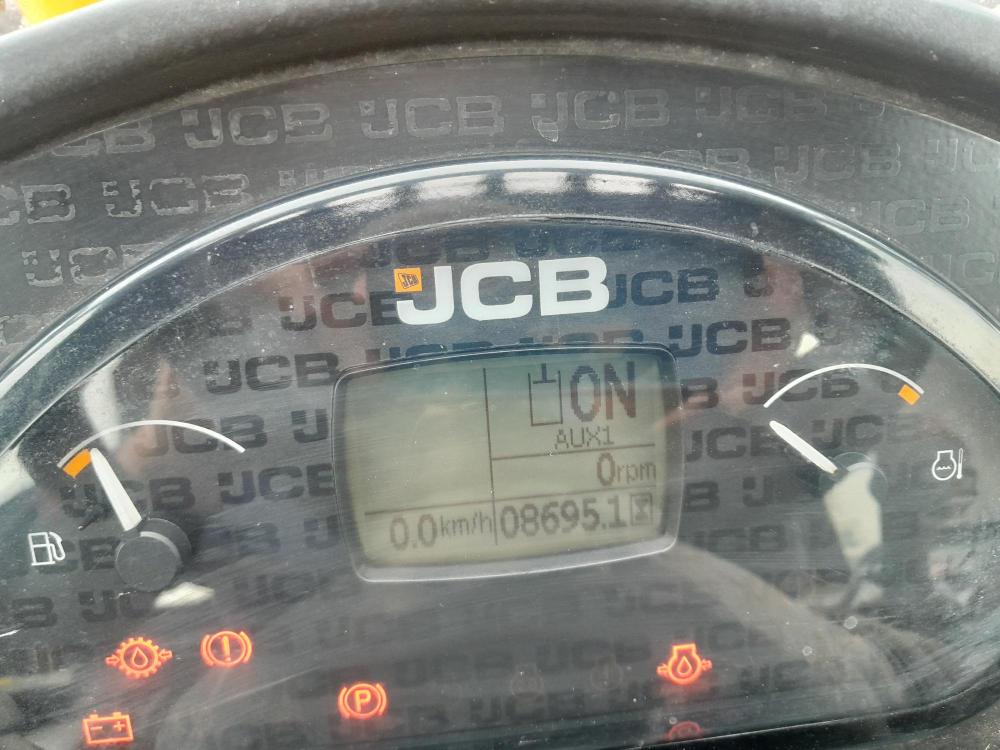 JCB
ON
AUX1
0rpm
0.0km/h 08695.1
P